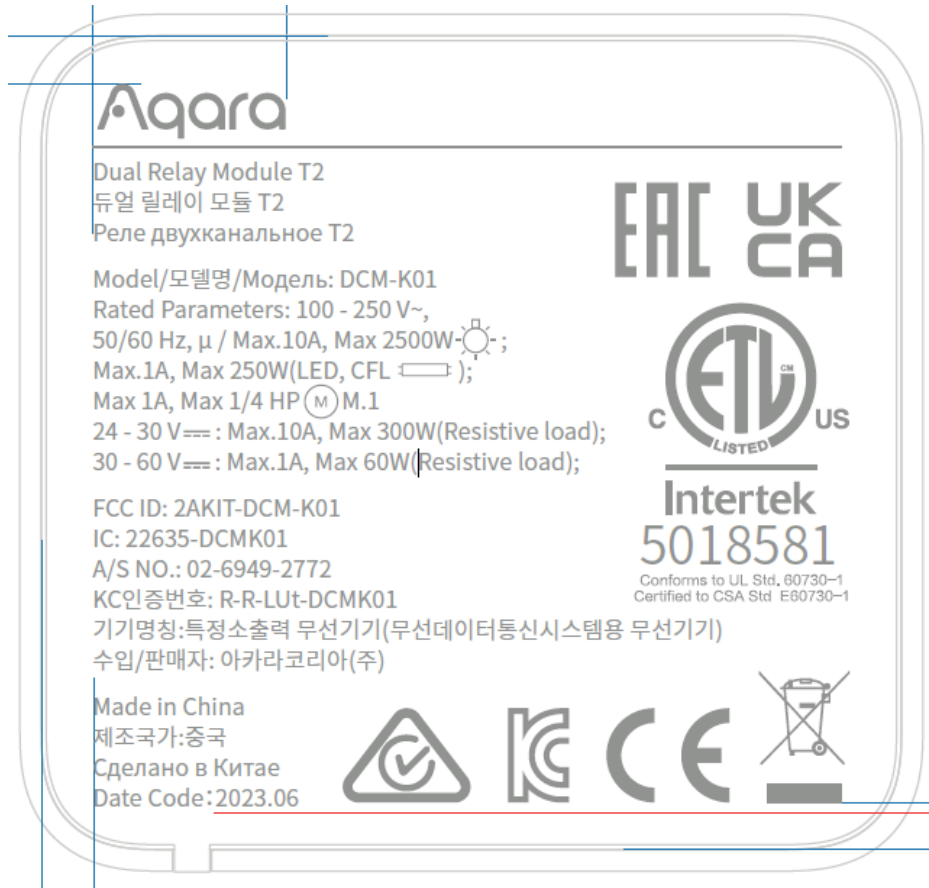 Aqara
Dual Relay Module T2
듀얼 릴레이 모듈 T2
Реле двухканальное T2
EAC
UK
CA
Model/모델명/Модель: DCM-K01
Rated Parameters: 100 - 250 V~,
50/60 Hz, μ / Max.10A, Max 2500W- - ;
Max.1A, Max 250W(LED, CFL );
Max 1A, Max 1/4 HP M M.1
24 - 30 V⎓ : Max.10A, Max 300W(Resistive load);
30 - 60 V⎓ : Max.1A, Max 60W(Resistive load);
ETL
CM
C US
LISTED
Intertek
5018581
Conforms to UL Std. 60730-1
Certified to CSA Std E60730-1
FCC ID: 2AKIT-DCM-K01
IC: 22635-DCMK01
A/S NO.: 02-6949-2772
KC인증번호: R-R-LUt-DCMK01
기기명칭:특정소출력 무선기기(무선데이터통신시스템용 무선기기)
수입/판매자: 아카라코리아(주)
Made in China
제조국가:중국
Сделано в Китае
Date Code:2023.06
KC
CE